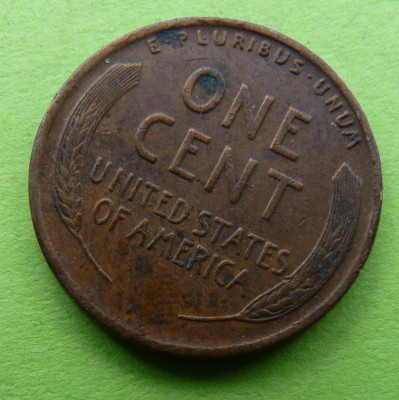 E·PLURIBUS·UNUM
ONE
CENT
UNITED STATES
OF AMERICA